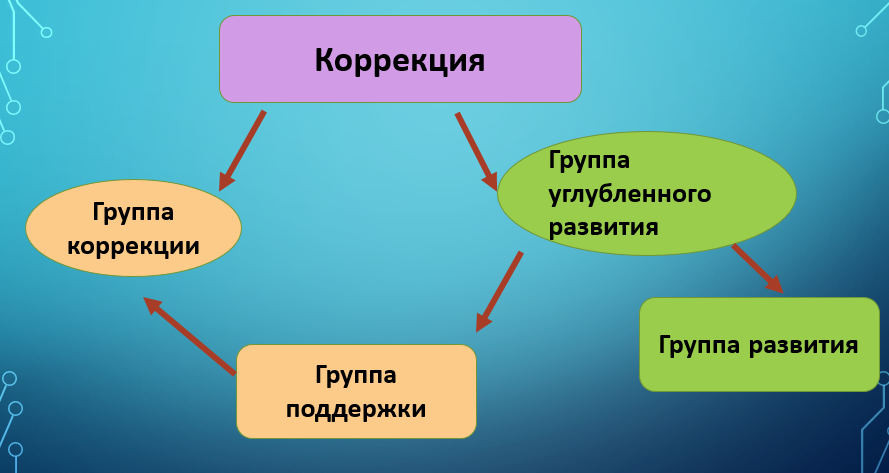 Коррекция
Группа
углубленного
развития
Группа
коррекции
Группа развития
Группа
поддержки